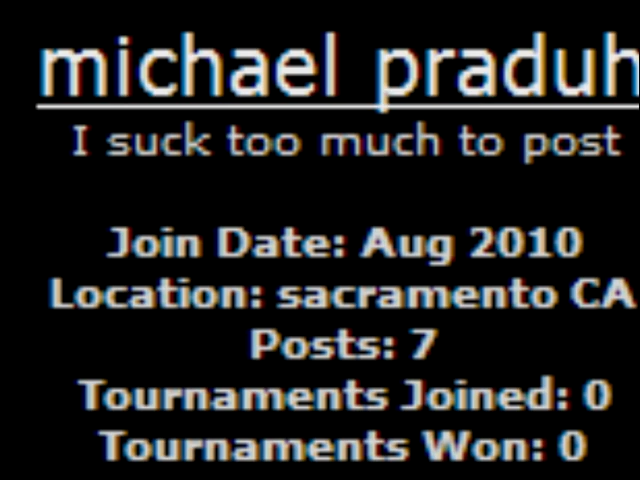 michael praduh
I suck too much to post
Join Date: Aug 2010
Location: sacramento CA
Posts: 7
Tournaments Joined: 0
Tournaments Won: 0